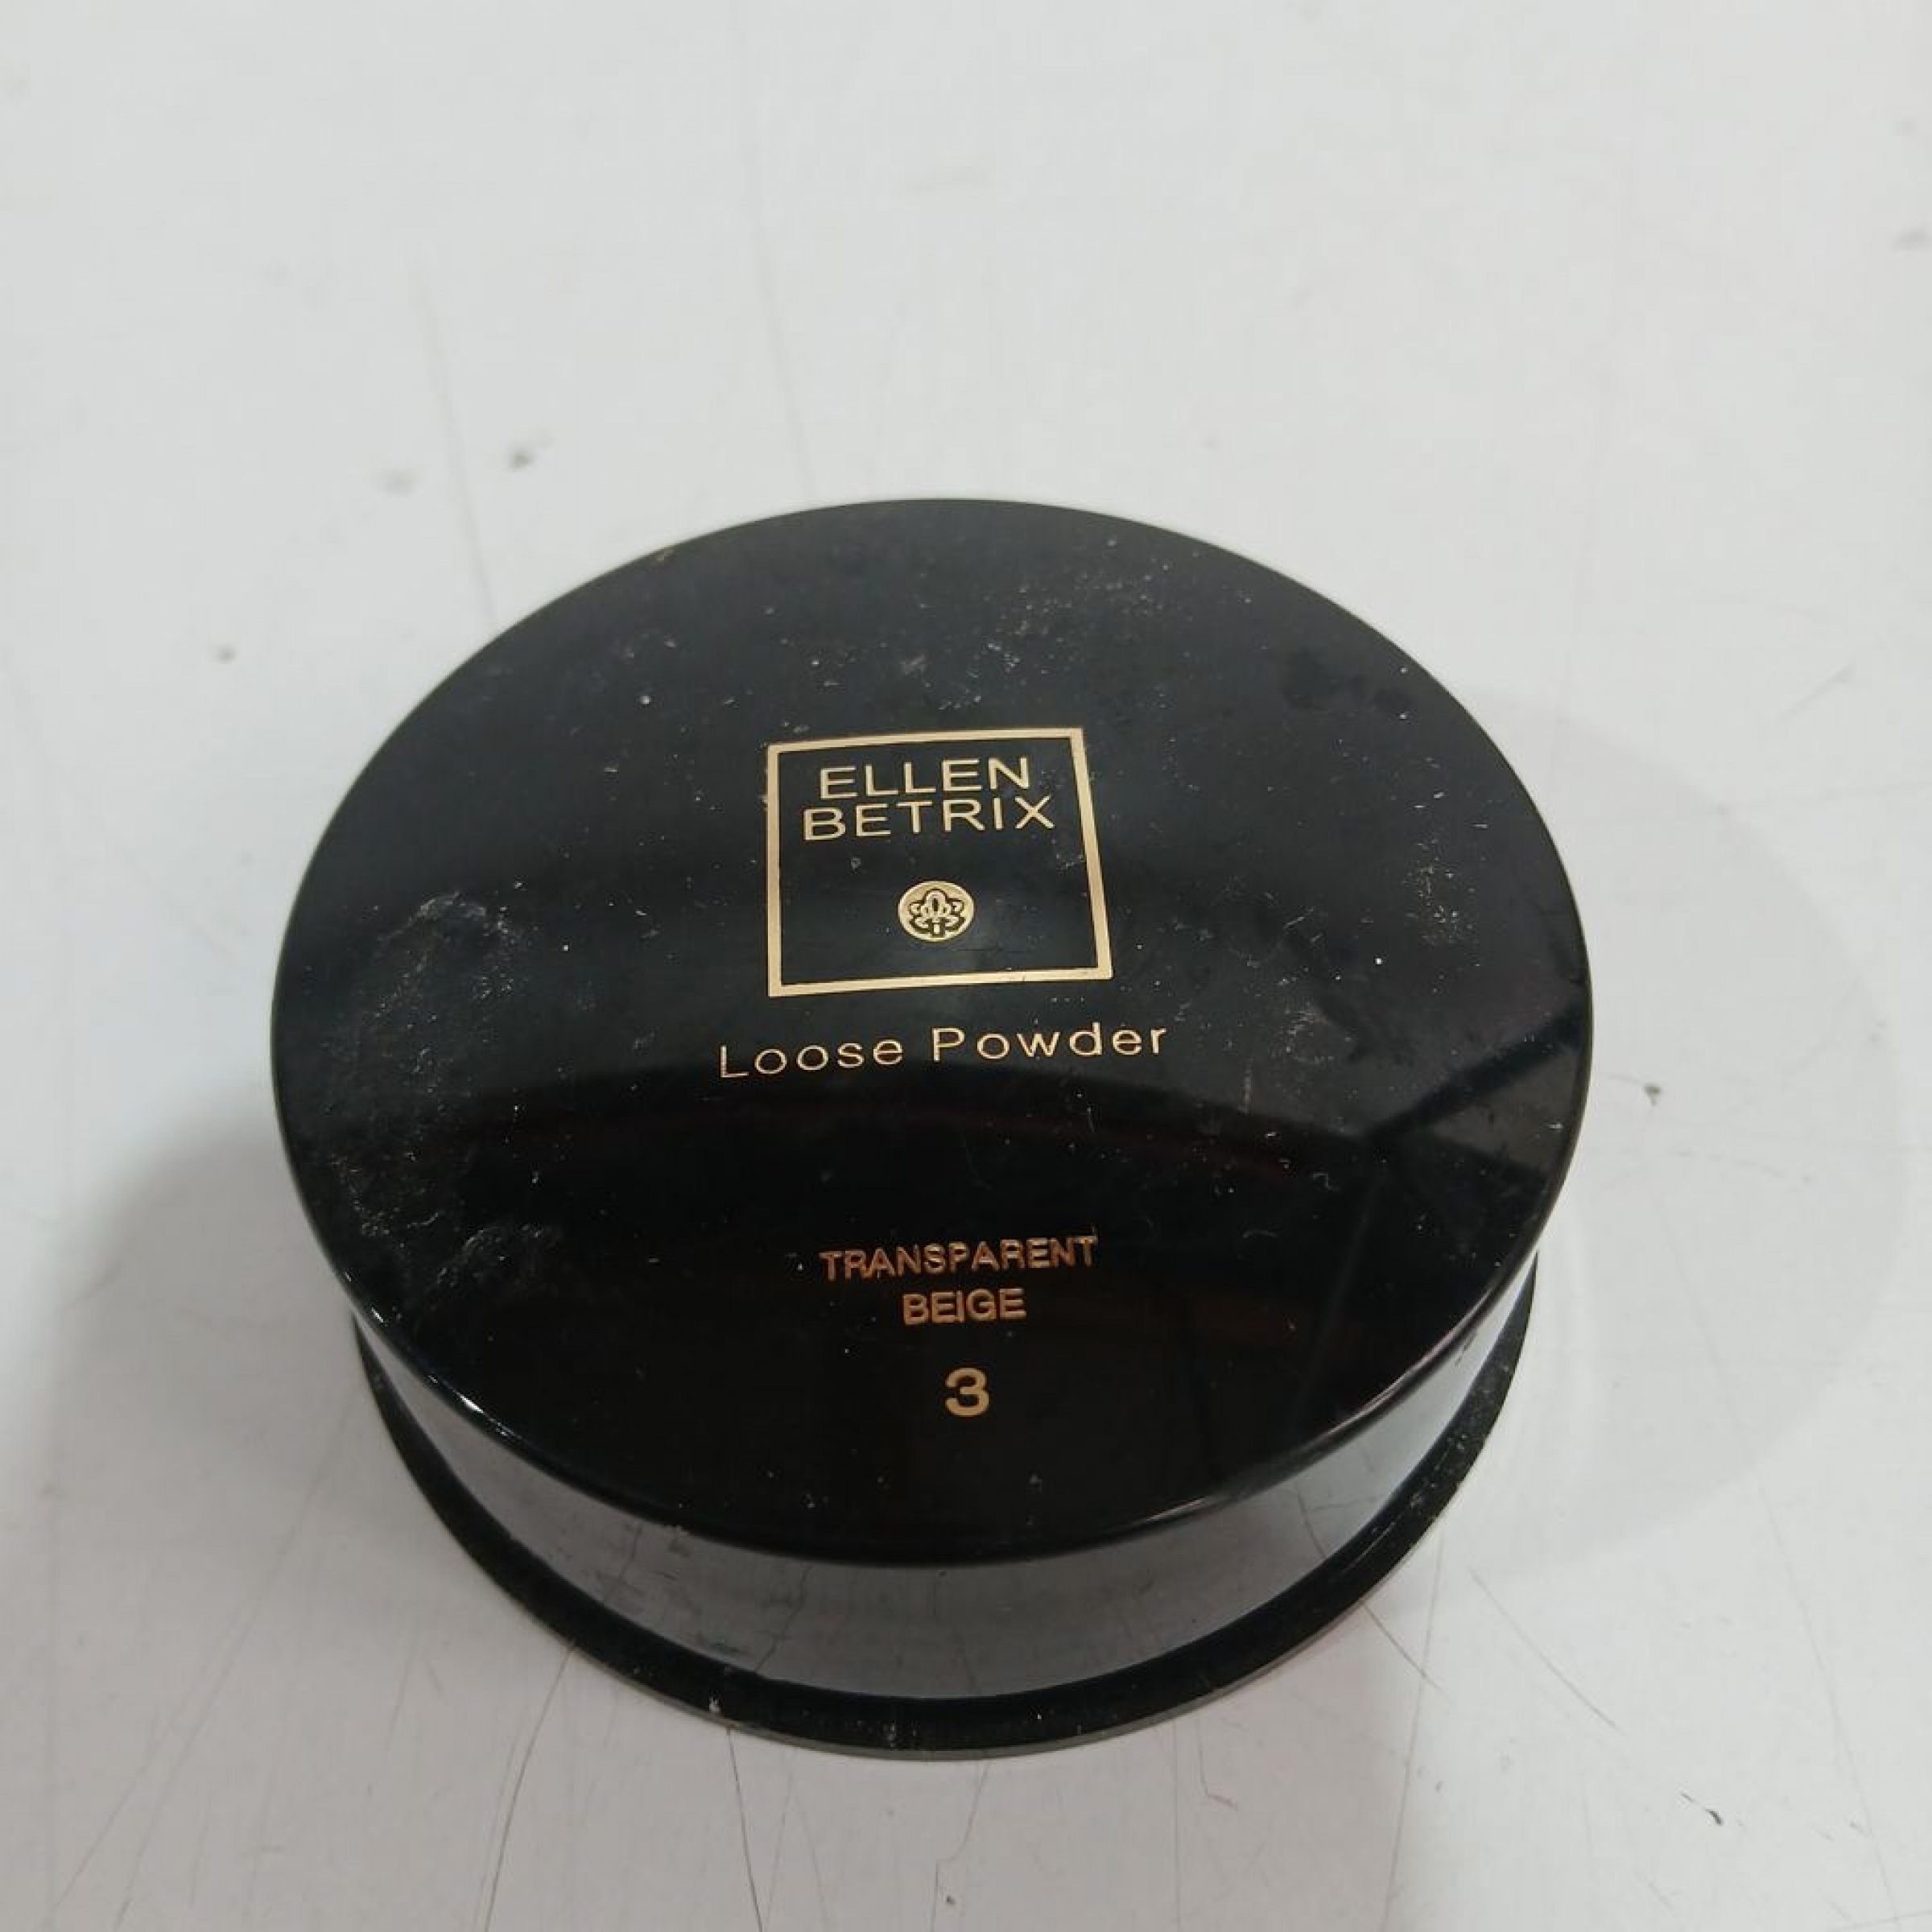 ELLEN
BETRIX
Loose Powder
TRANSPARENT
BEIGE
3